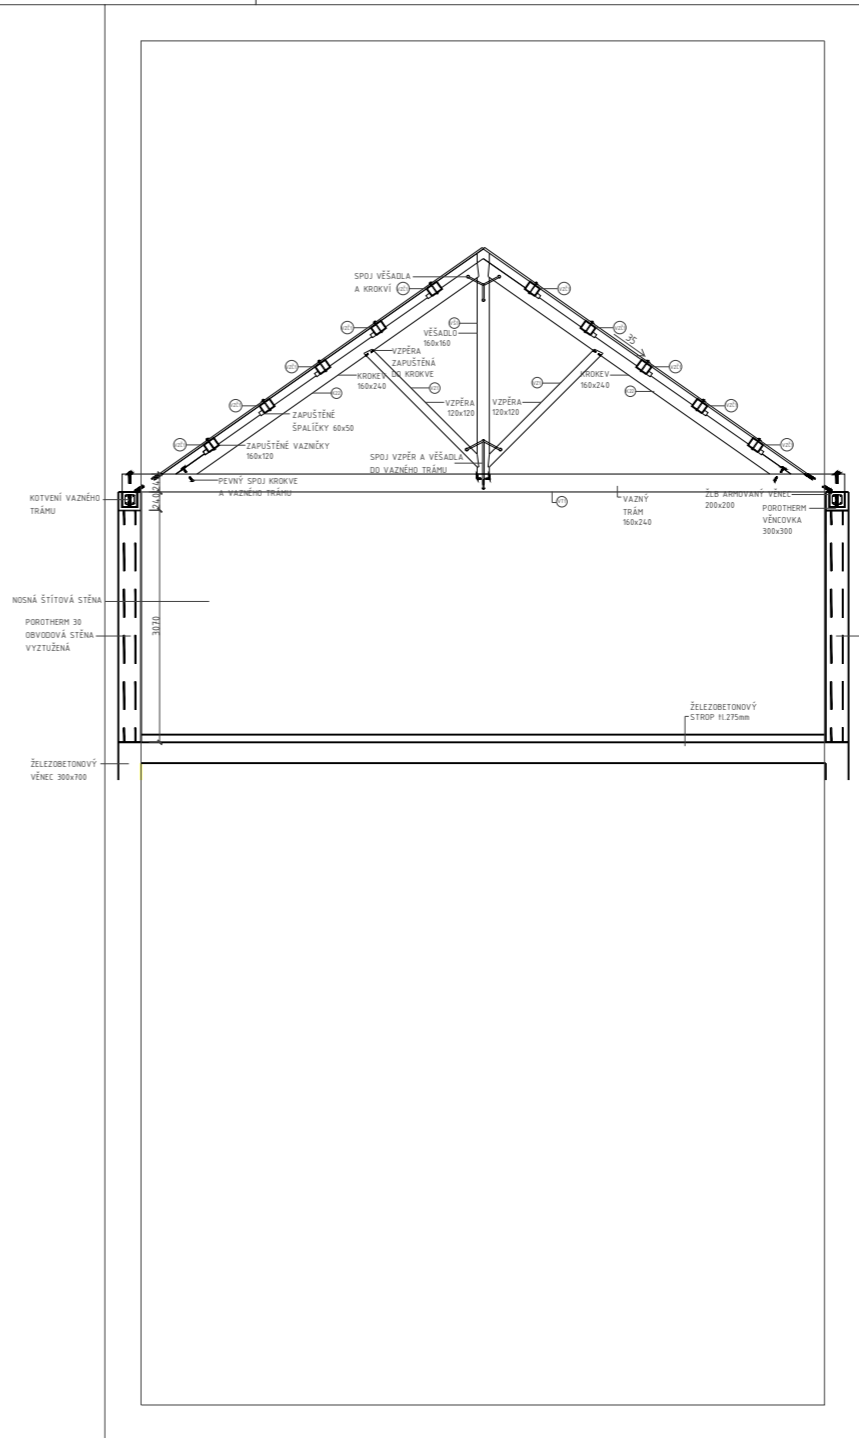 SPOJ VĚŠADLA
A KROKVÍ
VĚŠADLO
160x160
VZPĚRA
ZAPUŠTĚNÁ
DO KROKVE
35
KROKEV
160x240
KROKEV
160x240
VZPĚRA
120x120
VZPĚRA
120x120
ZAPUŠTĚNÉ
ŠPALÍČKY 60x50
ZAPUŠTĚNÉ VAZNIČKY
160x120
SPOJ VZPĚR A VĚŠADLA
DO VAZNÉHO TRÁMU
PEVNÝ SPOJ KROKVE
A VAZNÉHO TRÁMU
KOTVENÍ VAZNÉHO
TRÁMU
240
VAZNÝ
TRÁM
160x240
ŽLB ARMOVANÝ VĚNEC
200x200
POROTHERM
VĚNCOVKA
300x300
NOSNÁ ŠTÍTOVÁ STĚNA
POROTHERM 30
OBVODOVÁ STĚNA
VYZTUŽENÁ
3070
ŽELEZOBETONOVÝ
STROP tl.275mm
ŽELEZOBETONOVÝ
VĚNEC 300x700